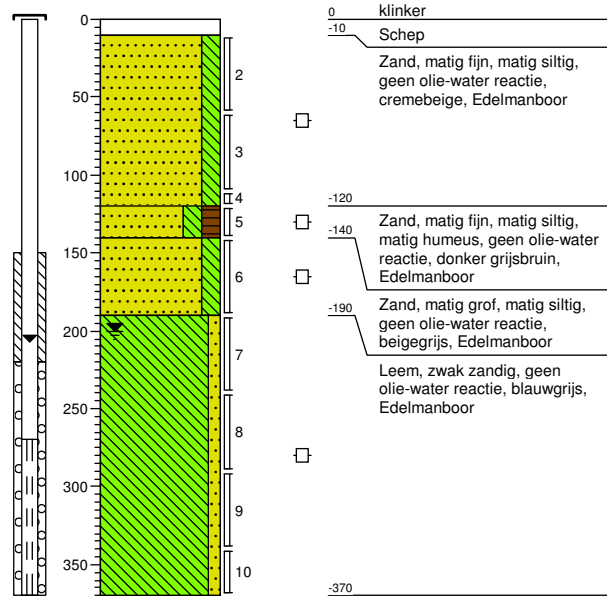 0
50
100
150
200
250
300
350
2
3
4
5
6
7
8
9
10
0 klinker
-10 Schep
Zand, matig fijn, matig siltig,
geen olie-water reactie,
cremebeige, Edelmanboor
-120
Zand, matig fijn, matig siltig,
-140
matig humeus, geen olie-water
reactie, donker grijsbruin,
Edelmanboor
-190
Zand, matig grof, matig siltig,
geen olie-water reactie,
beigegrijs, Edelmanboor
Leem, zwak zandig, geen
olie-water reactie, blauwgrijs,
Edelmanboor
-370